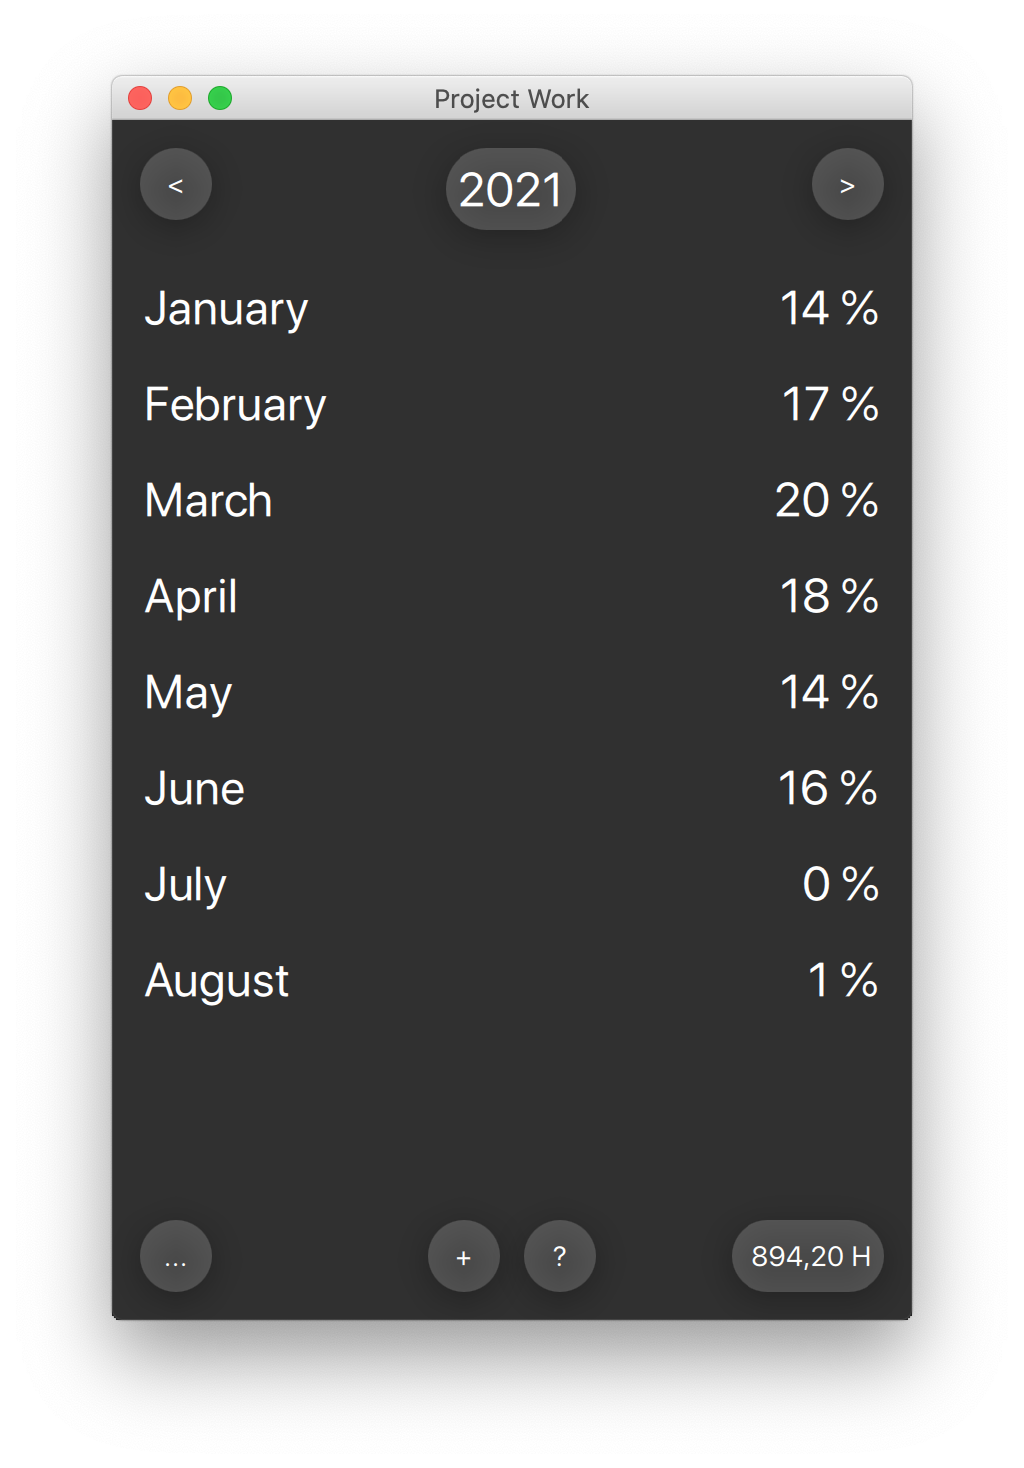 Project Work
< 2021 >
January 14 %
February 17 %
March 20 %
April 18 %
May 14 %
June 16 %
July 0 %
August 1 %
... + ? 894,20 H